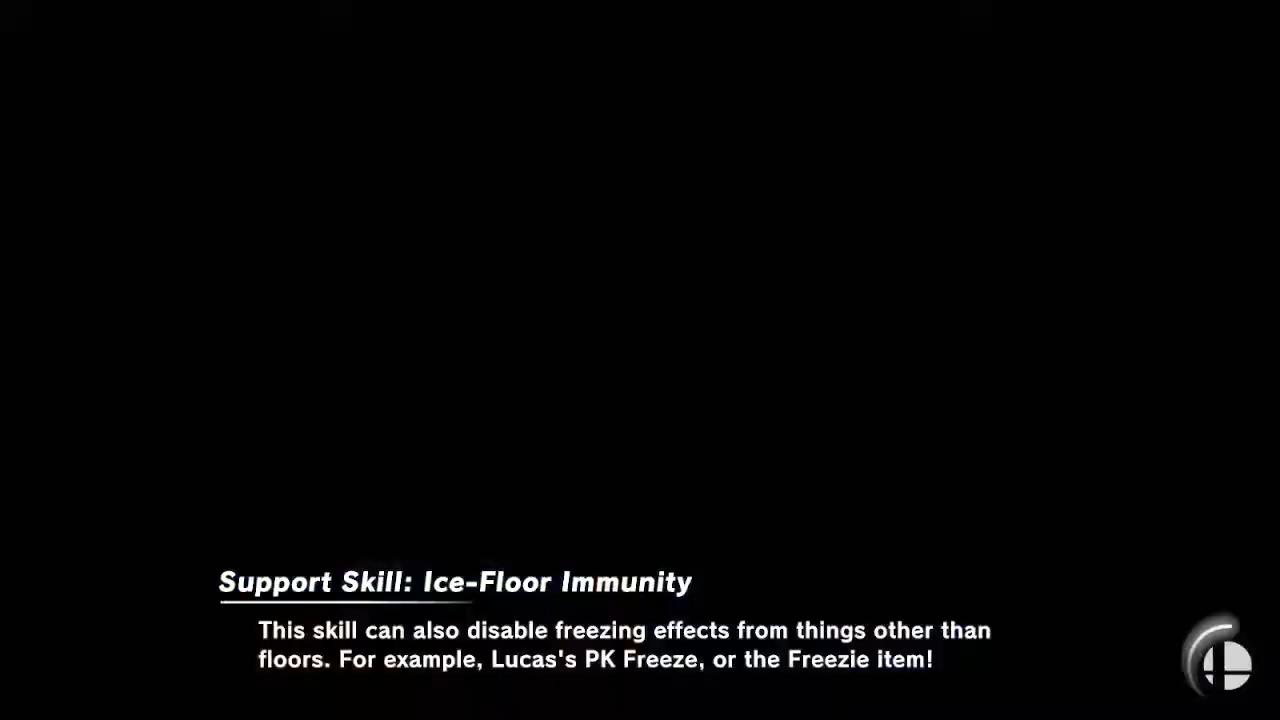 Support Skill: Ice-Floor Immunity
This skill can also disable freezing effects from things other than
floors. For example, Lucas's PK Freeze, or the Freezie item!